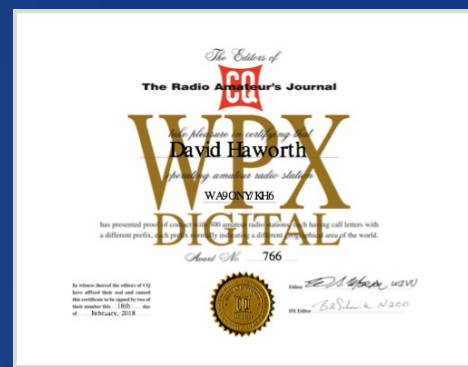 The Editors of
CQ
The Radio Amateur's Journal
WPX
take pleasure in certifying that
David Haworth
operating amateur radio station
WA9ONY/KH6
has presented proof of contact with 300 amateur radio stations, each having call letters with
a different prefix, each prefix normally indicating a different geographical area of the world.
DIGITAL
Award No. 766
In witness thereof the editors of CQ
have affixed their seal and caused
this certificate to be signed by two of
their number this 16th day
of February, 2018
CQ
Editor W2VU
DX Editor N2OO